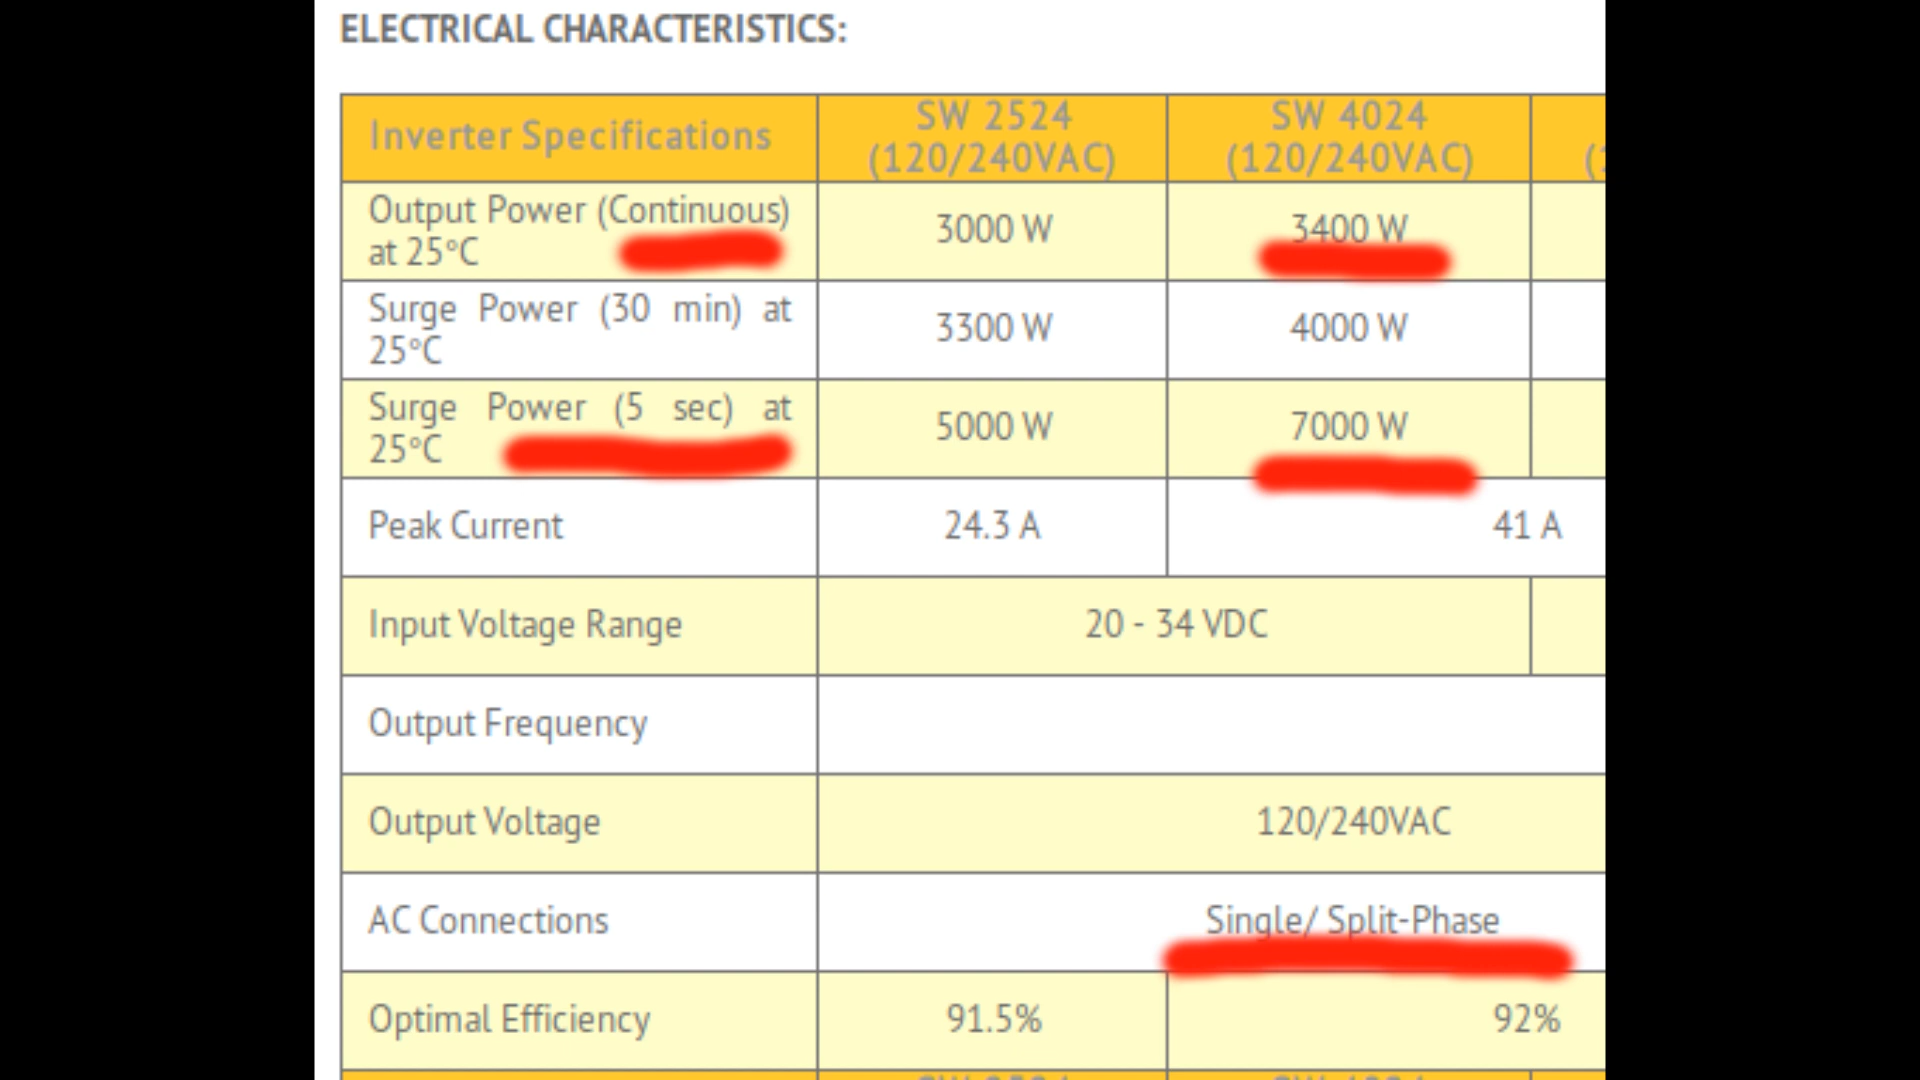 ELECTRICAL CHARACTERISTICS:
Inverter Specifications
SW 2524
(120/240VAC)
SW 4024
(120/240VAC)
Output Power (Continuous)
at 25°C
3000 W
3400 W
Surge Power (30 min) at
25°C
3300 W
4000 W
Surge Power (5 sec) at
25°C
5000 W
7000 W
Peak Current
24.3 A
41 A
Input Voltage Range
20 - 34 VDC
Output Frequency
Output Voltage
120/240VAC
AC Connections
Single/ Split-Phase
Optimal Efficiency
91.5%
92%